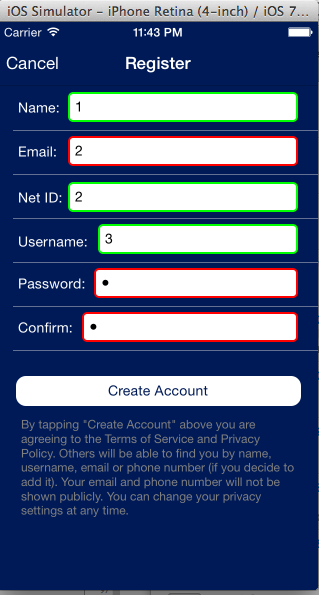 iOS Simulator - iPhone Retina (4-inch) / iOS 7...
Carrier 11:43 PM
Cancel Register
Name: 1
Email: 2
Net ID: 2
Username: 3
Password: •
Confirm: •
Create Account
By tapping "Create Account" above you are
agreeing to the Terms of Service and Privacy
Policy. Others will be able to find you by name,
username, email or phone number (if you decide to
add it). Your email and phone number will not be
shown publicly. You can change your privacy
settings at any time.